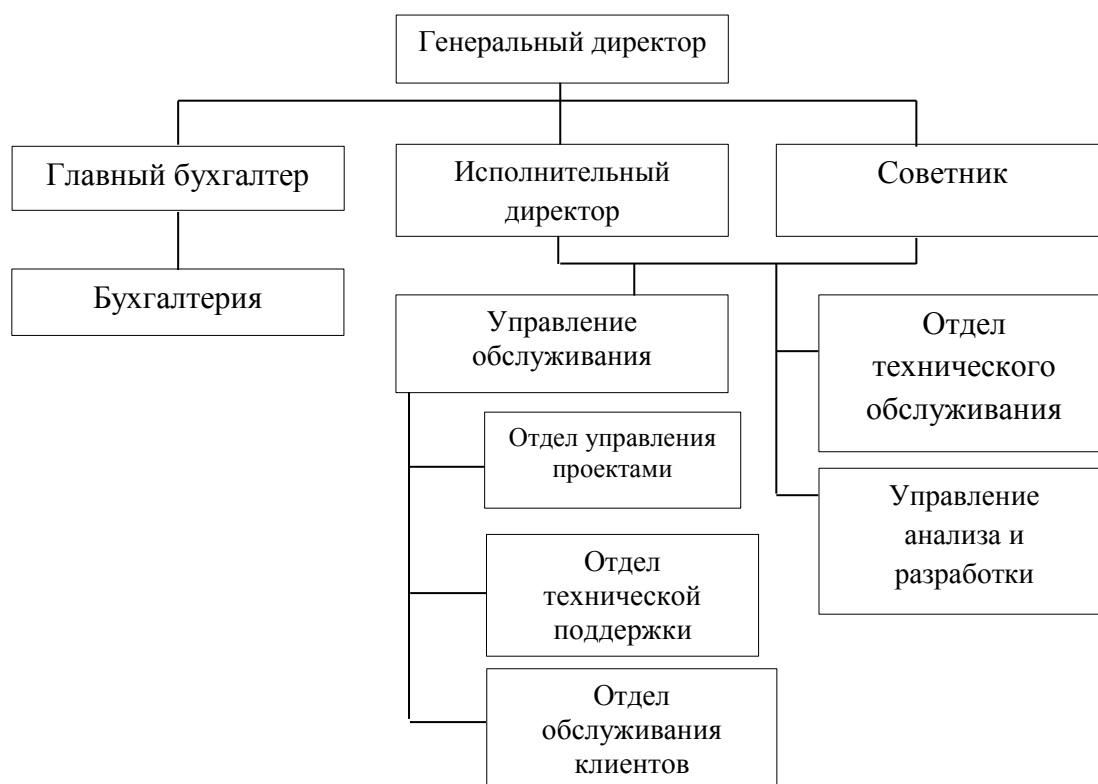 Генеральный директор
Главный бухгалтер
Исполнительный
директор
Советник
Бухгалтерия
Управление
обслуживания
Отдел
технического
обслуживания
Отдел управления
проектами
Управление
анализа и
разработки
Отдел
технической
поддержки
Отдел
обслуживания
клиентов